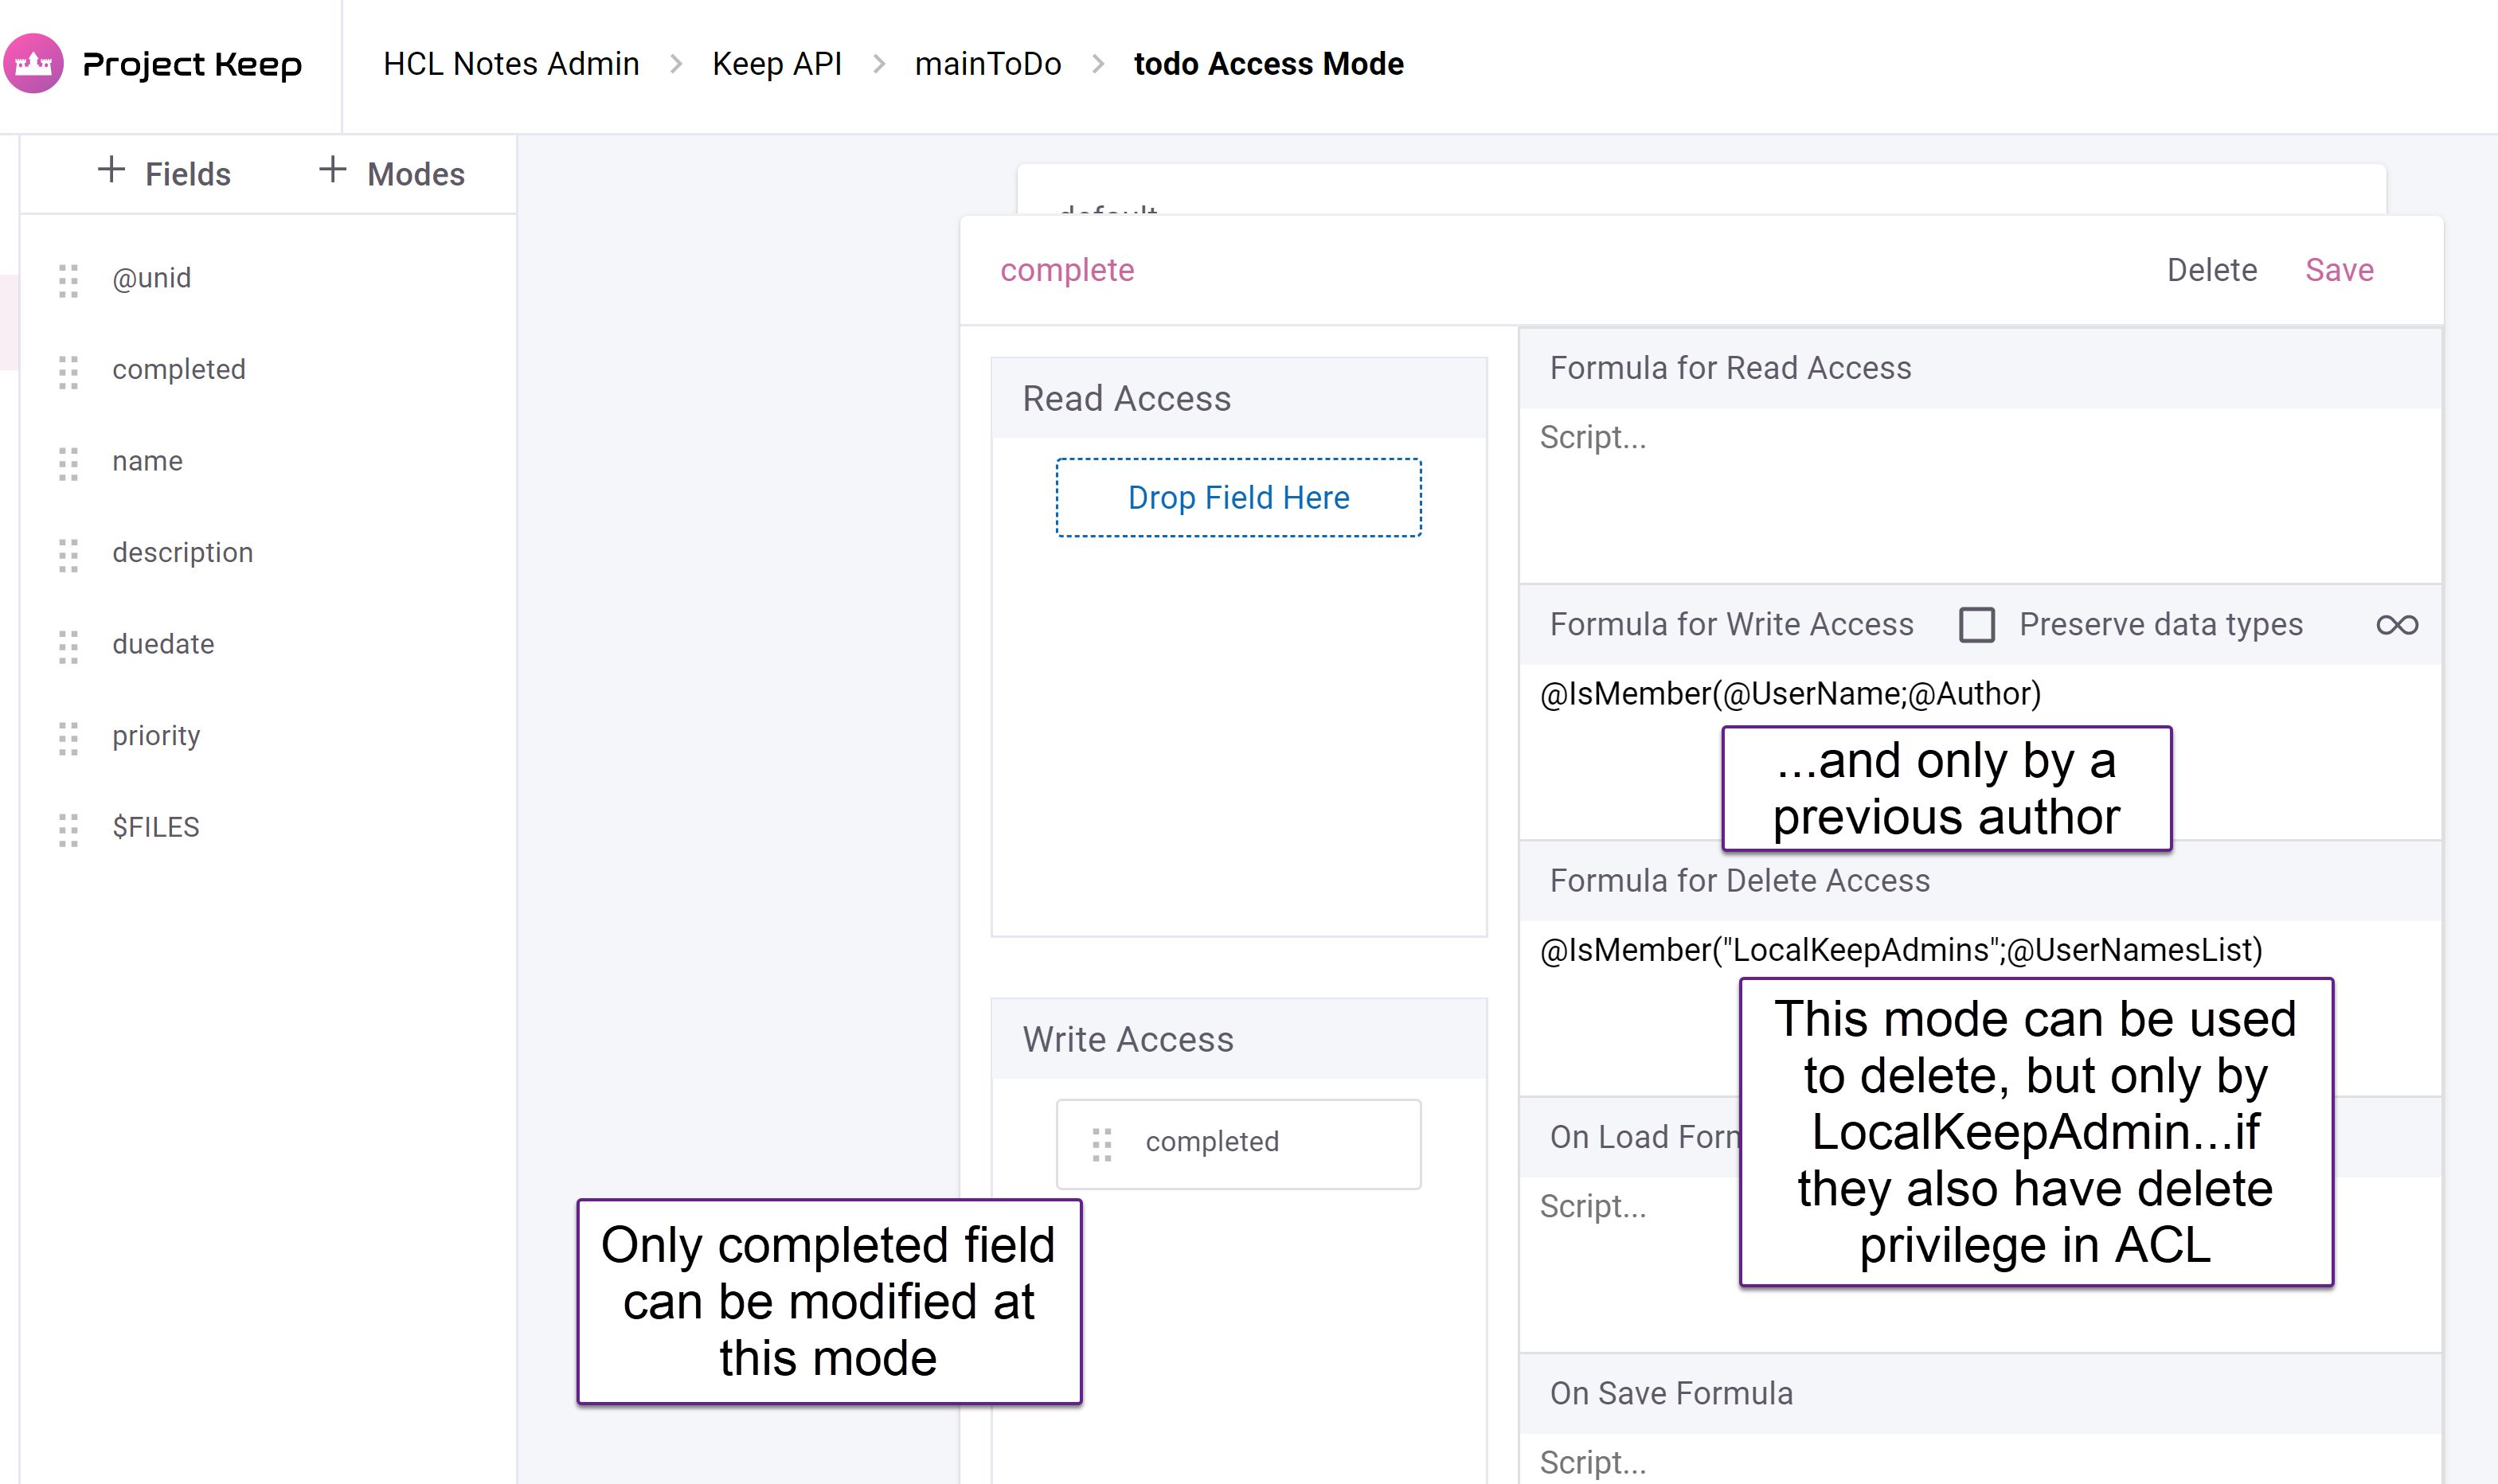 Project Keep
HCL Notes Admin > Keep API > mainToDo > todo Access Mode
+ Fields + Modes
@unid
completed
name
description
duedate
priority
$FILES
default
complete
Delete Save
Read Access
Drop Field Here
Write Access
completed
Only completed field
can be modified at
this mode
Formula for Read Access
Script...
Formula for Write Access Preserve data types
@IsMember(@UserName;@Author)
...and only by a
previous author
Formula for Delete Access
@IsMember("LocalKeepAdmins";@UserNamesList)
This mode can be used
to delete, but only by
LocalKeepAdmin...if
they also have delete
privilege in ACL
On Load Form
Script...
On Save Formula
Script...